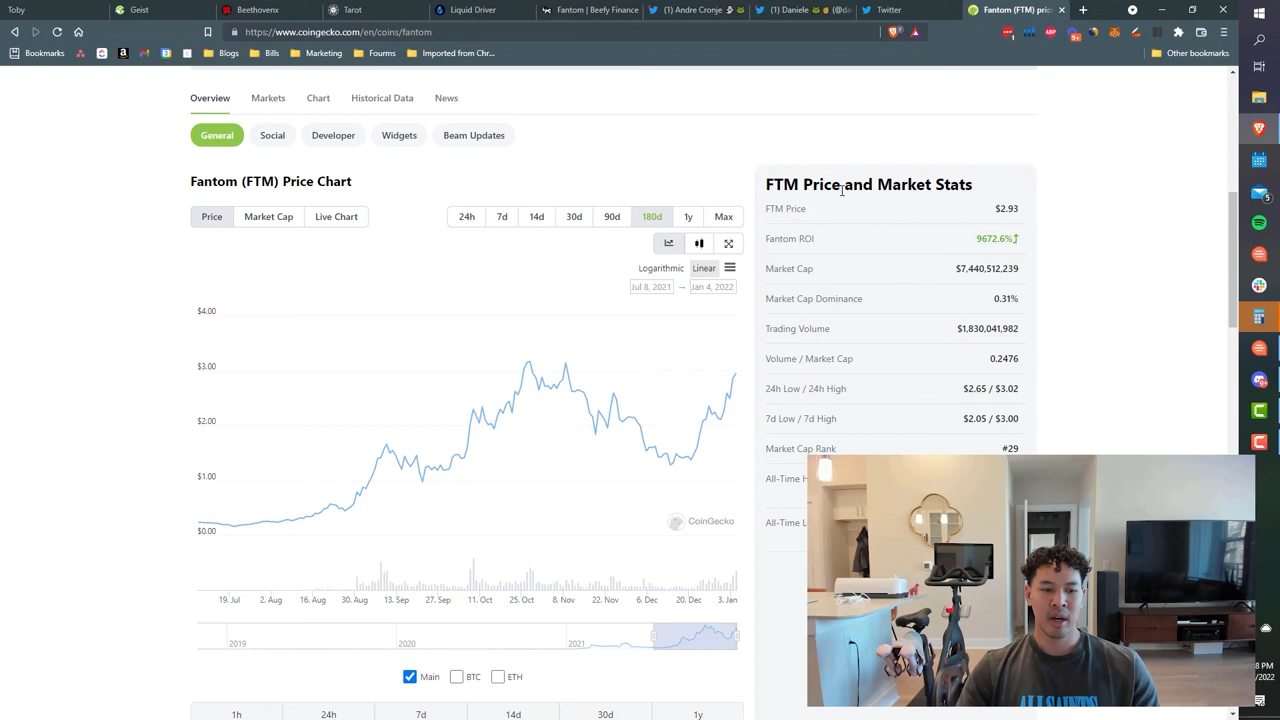 Toby
Geist
Beethovenx
Tarot
Liquid Driver
Fantom | Beefy Finance
Andre Cronje
Daniele
(@da
Twitter
Fantom (FTM) pric
https://www.coingecko.com/en/coins/fantom
Bookmarks
Blogs
Bills
Marketing
Fourms
Imported from Chr...
Other bookmarks
Overview
Markets
Chart
Historical Data
News
General
Social
Developer
Widgets
Beam Updates
Fantom (FTM) Price Chart
Price
Market Cap
Live Chart
24h
7d
14d
30d
90d
180d
1y
Max
Logarithmic
Linear
Jul 8, 2021 → Jan 4, 2022
$4.00
$3.00
$2.00
$1.00
$0.00
CoinGecko
19. Jul
2. Aug
16. Aug
30. Aug
13. Sep
27. Sep
11. Oct
25. Oct
8. Nov
22. Nov
6. Dec
20. Dec
3. Jan
2019
2020
2021
Main
BTC
ETH
1h
24h
7d
14d
30d
1y
FTM Price and Market Stats
FTM Price $2.93
Fantom ROI 9672.6%
Market Cap $7,440,512,239
Market Cap Dominance 0.31%
Trading Volume $1,830,041,982
Volume / Market Cap 0.2476
24h Low / 24h High $2.65 / $3.02
7d Low / 7d High $2.05 / $3.00
Market Cap Rank #29
All-Time H
All-Time L
ALL SAINTS
8 PM
/2022